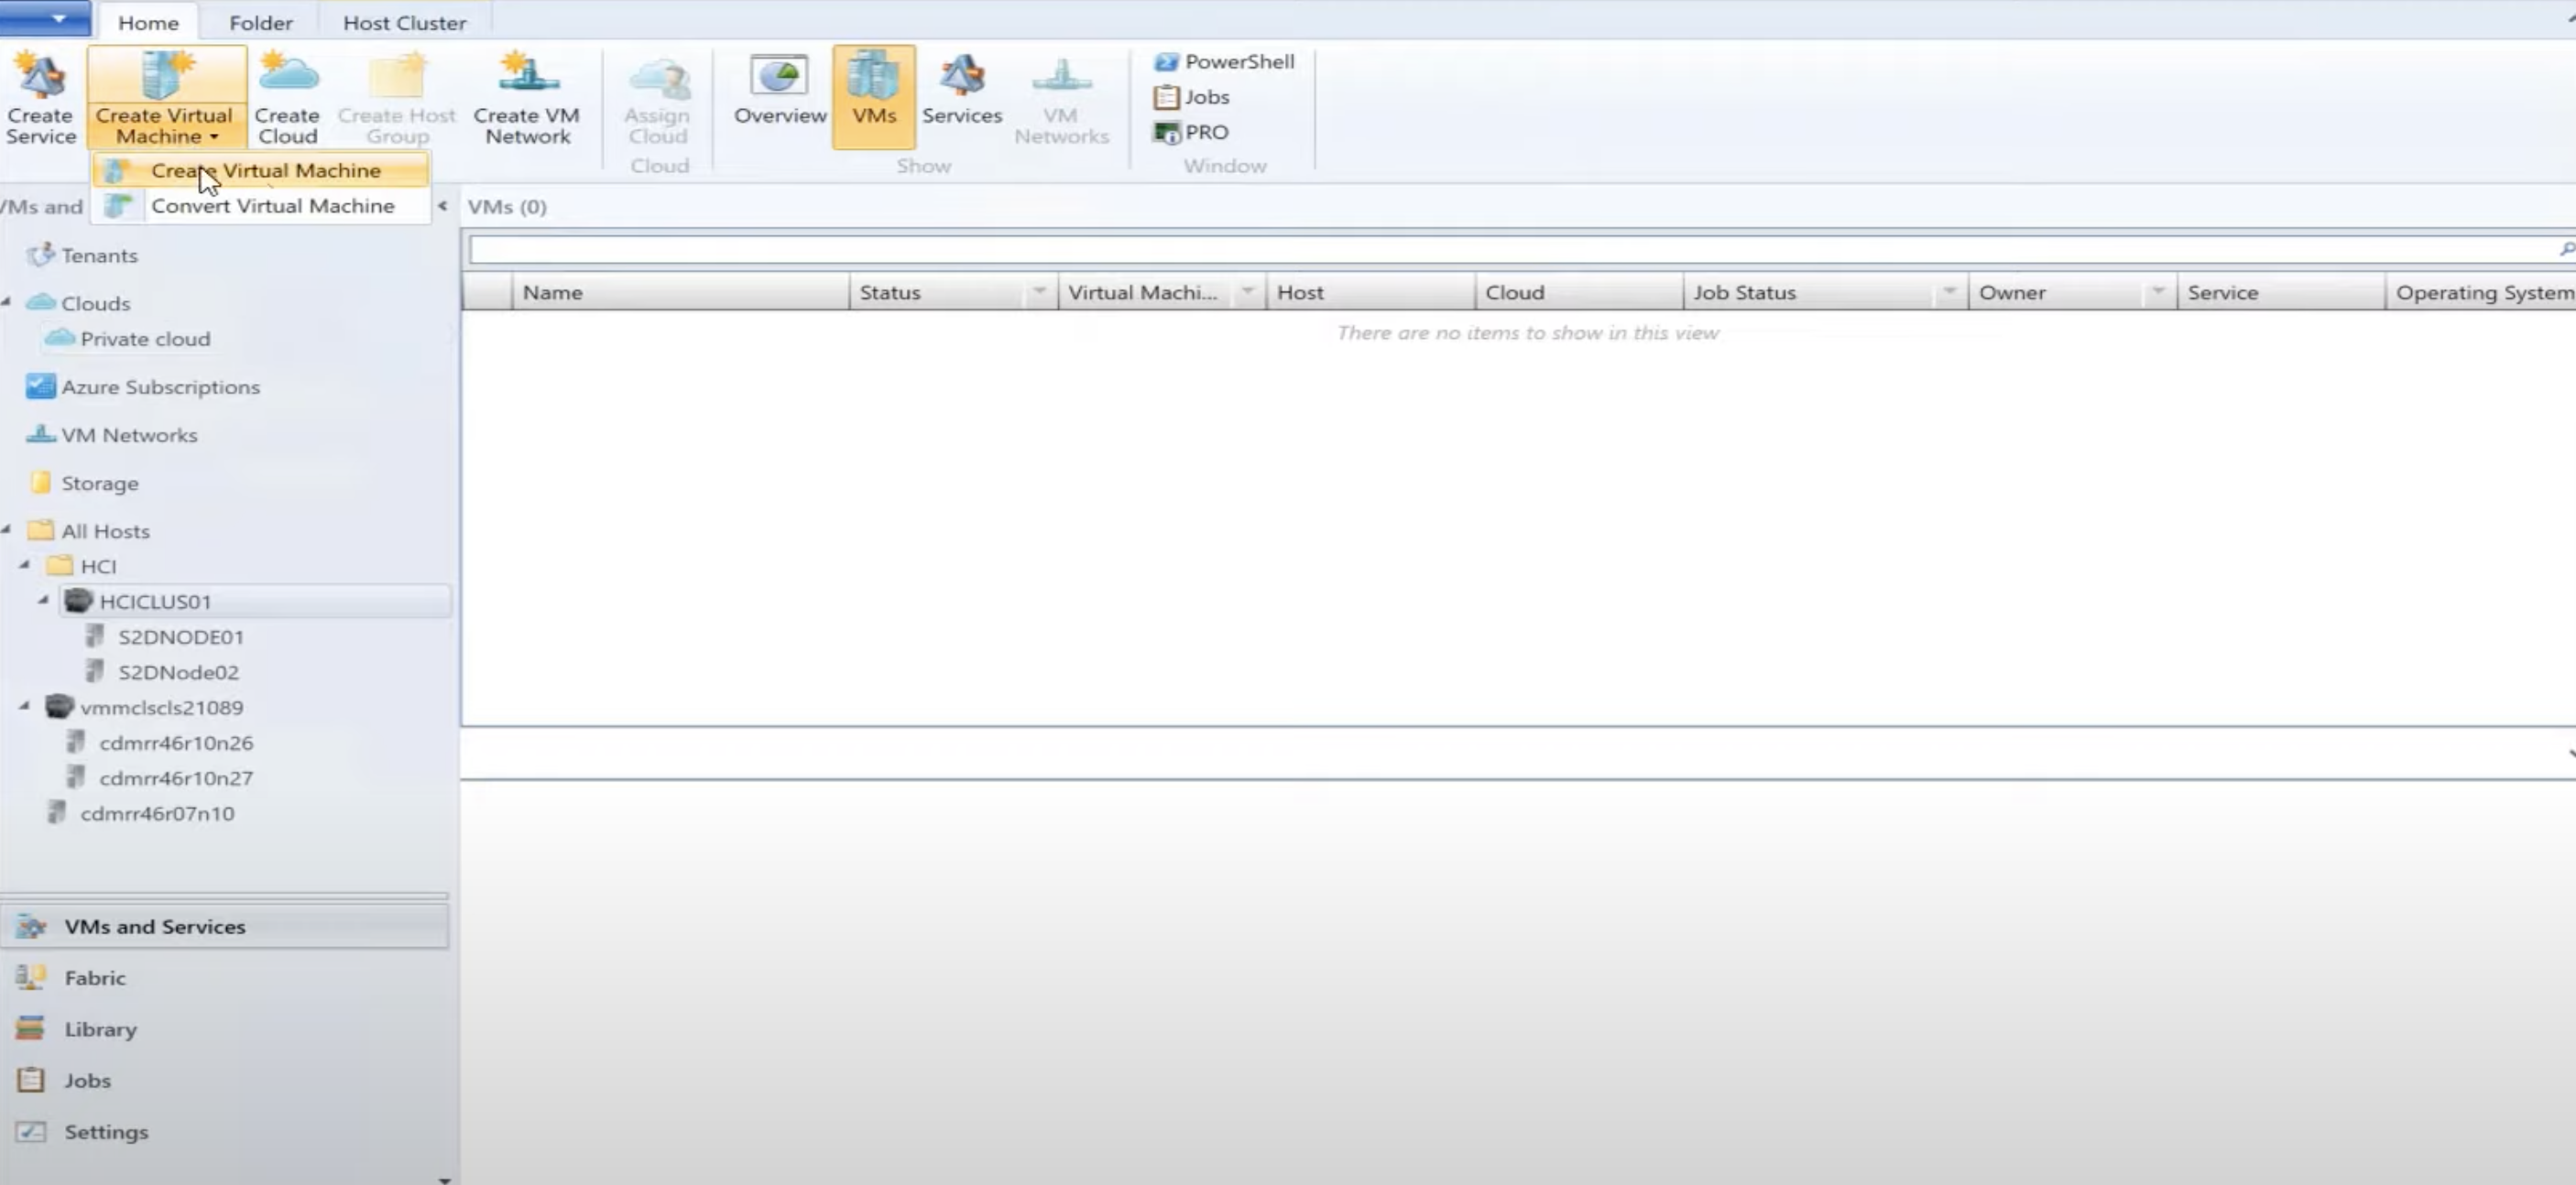 Home Folder Host Cluster
Create Service
Create Virtual Machine
Create Cloud
Create Host Group
Create VM Network
Assign Cloud
Cloud
Overview
VMs
Services
VM Networks
Show
PowerShell
Jobs
PRO
Window
Create Virtual Machine
Convert Virtual Machine
VMs and
VMs (0)
Name Status Virtual Machi... Host Cloud Job Status Owner Service Operating System
There are no items to show in this view
Tenants
Clouds
Private cloud
Azure Subscriptions
VM Networks
Storage
All Hosts
HCI
HCICLUS01
S2DNODE01
S2DNode02
vmmclscls21089
cdmrr46r10n26
cdmrr46r10n27
cdmrr46r07n10
VMs and Services
Fabric
Library
Jobs
Settings